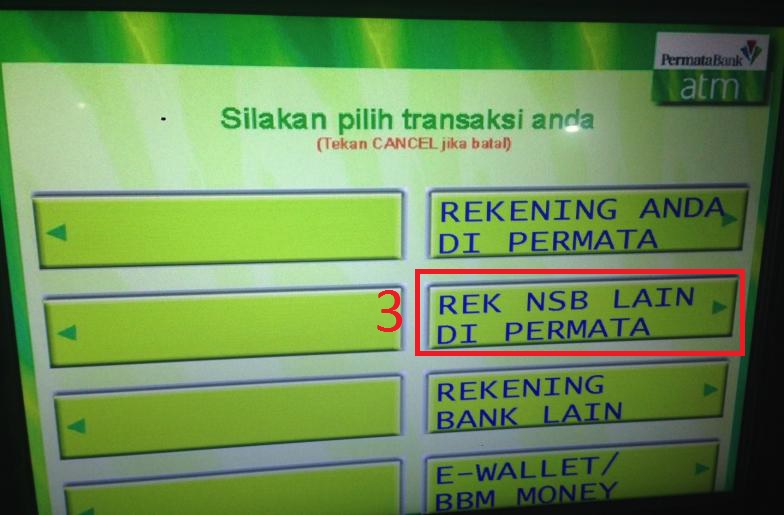 PermataBank
atm
Silakan pilih transaksi anda
(Tekan CANCEL jika batal)
REKENING ANDA
DI PERMATA
3
REK NSB LAIN
DI PERMATA
REKENING
BANK LAIN
E-WALLET/
BBM MONEY